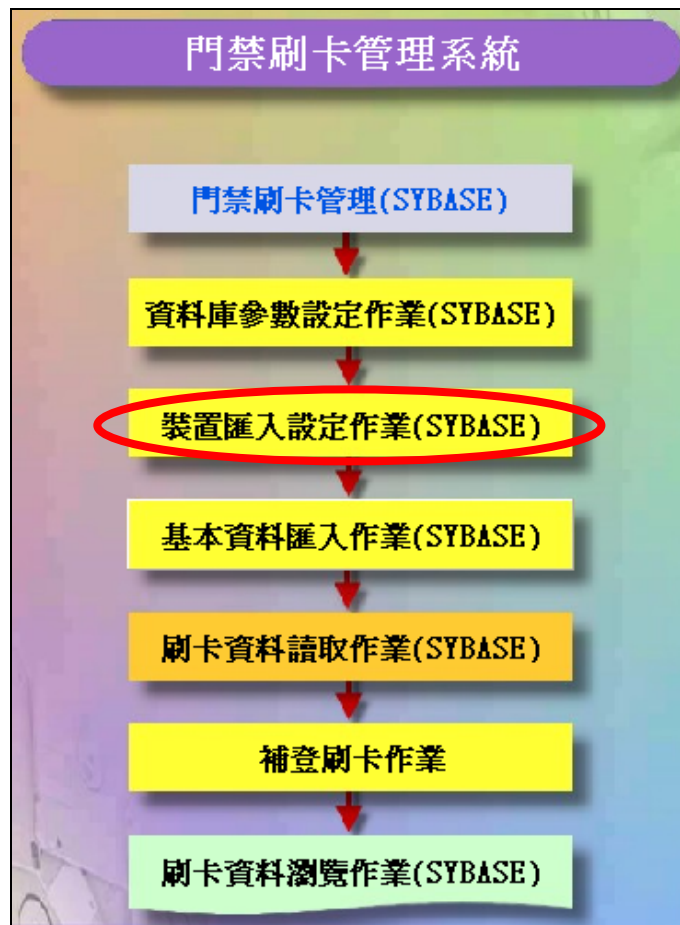 門禁刷卡管理系統
門禁刷卡管理(SYBASE)
資料庫參數設定作業(SYBASE)
裝置匯入設定作業(SYBASE)
基本資料匯入作業(SYBASE)
刷卡資料讀取作業(SYBASE)
補登刷卡作業
刷卡資料瀏覽作業(SYBASE)